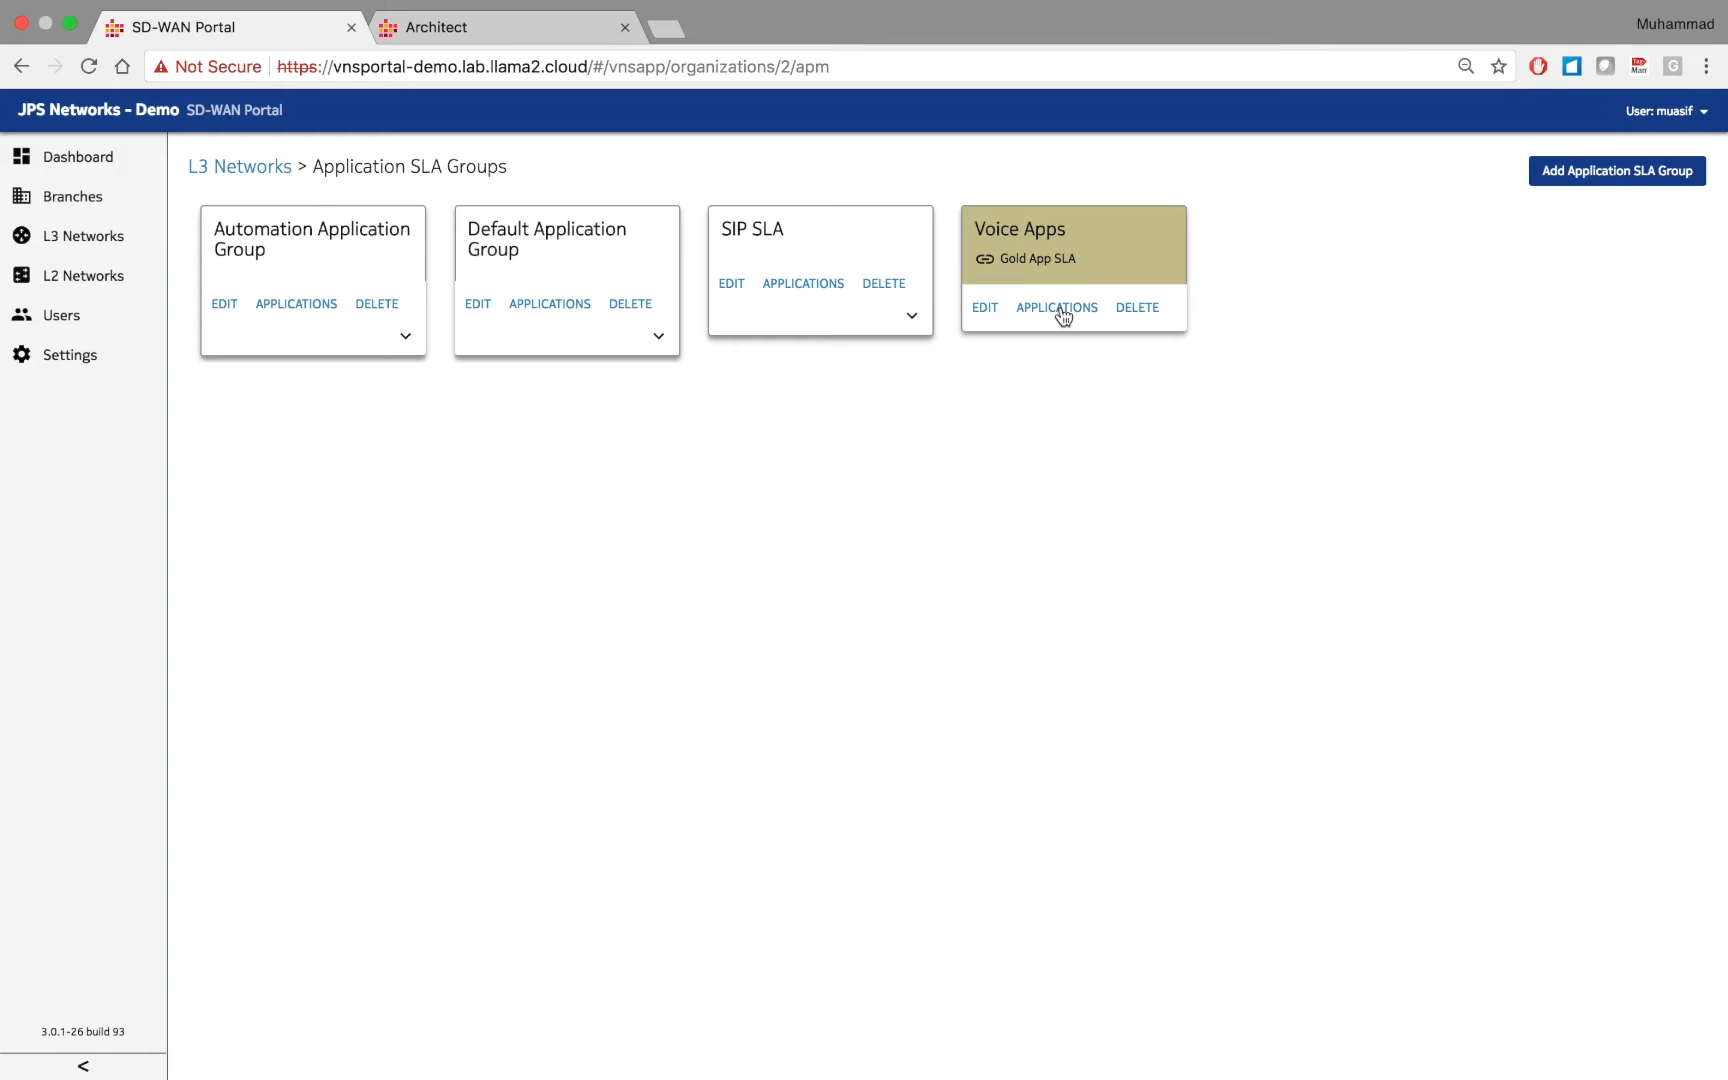 SD-WAN Portal
Architect
Muhammad
Not Secure https://vnsportal-demo.lab.llama2.cloud/#/vnsapp/organizations/2/apm
Tag Man
G
JPS Networks - Demo SD-WAN Portal
User: muasif
Dashboard
Branches
L3 Networks
L2 Networks
Users
Settings
L3 Networks > Application SLA Groups
Add Application SLA Group
Automation Application
Group
EDIT APPLICATIONS DELETE
Default Application
Group
EDIT APPLICATIONS DELETE
SIP SLA
EDIT APPLICATIONS DELETE
Voice Apps
Gold App SLA
EDIT APPLICATIONS DELETE
3.0.1-26 build 93
<